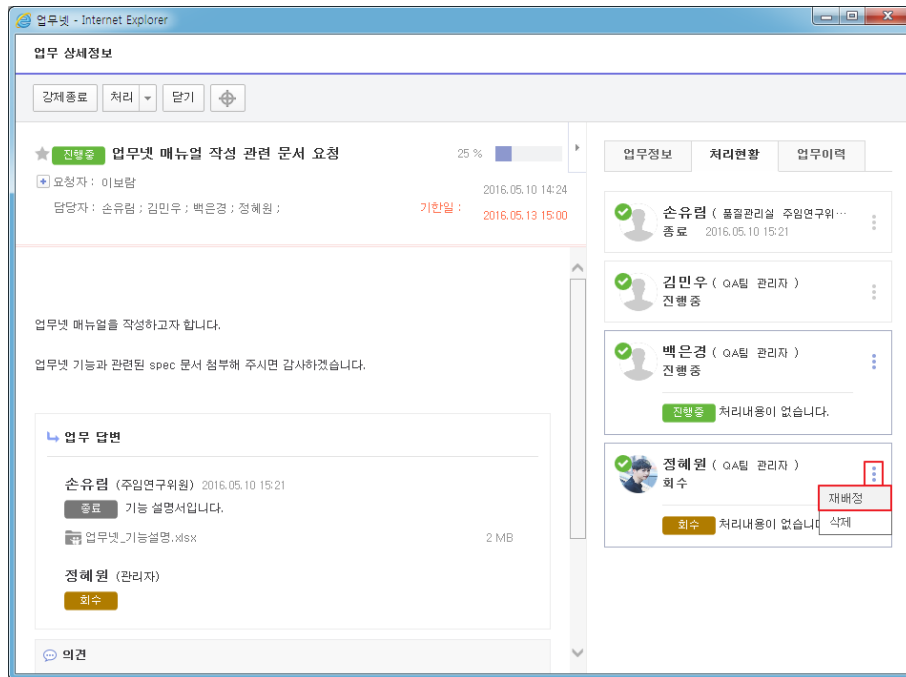 업무넷 - Internet Explorer
업무 상세정보
강제종료 처리 닫기
진행중 업무넷 매뉴얼 작성 관련 문서 요청 25 %
요청자 : 이보람 2016.05.10 14:24
담당자 : 손유림 ; 김민우 ; 백은경 ; 정혜원 ; 기한일 : 2016.05.13 15:00
업무넷 매뉴얼을 작성하고자 합니다.
업무넷 기능과 관련된 spec 문서 첨부해 주시면 감사하겠습니다.
업무 답변
손유림 (주임연구위원) 2016.05.10 15:21
종료 기능 설명서입니다.
업무넷_기능설명.xlsx 2 MB
정혜원 (관리자)
회수
의견
업무정보 처리현황 업무이력
손유림 ( 품질관리실 주임연구위...
종료 2016.05.10 15:21
김민우 ( QA팀 관리자 )
진행중
백은경 ( QA팀 관리자 )
진행중
진행중 처리내용이 없습니다.
정혜원 ( QA팀 관리자 )
회수
재배정
회수 처리내용이 없습니
삭제